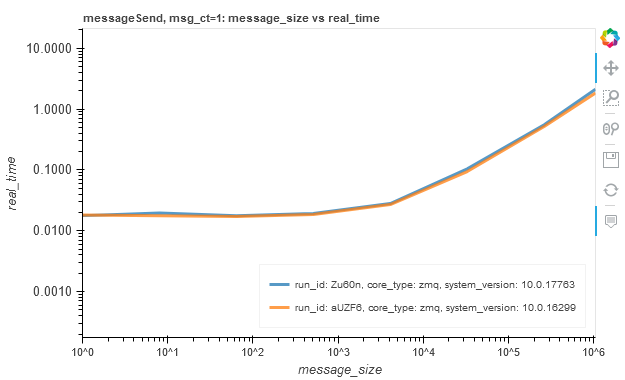 messageSend, msg_ct=1: message_size vs real_time
10.0000
1.0000
0.1000
0.0100
0.0010
real_time
run_id: Zu60n, core_type: zmq, system_version: 10.0.17763
run_id: aUZF6, core_type: zmq, system_version: 10.0.16299
10^0
10^1
10^2
10^3
10^4
10^5
10^6
message_size